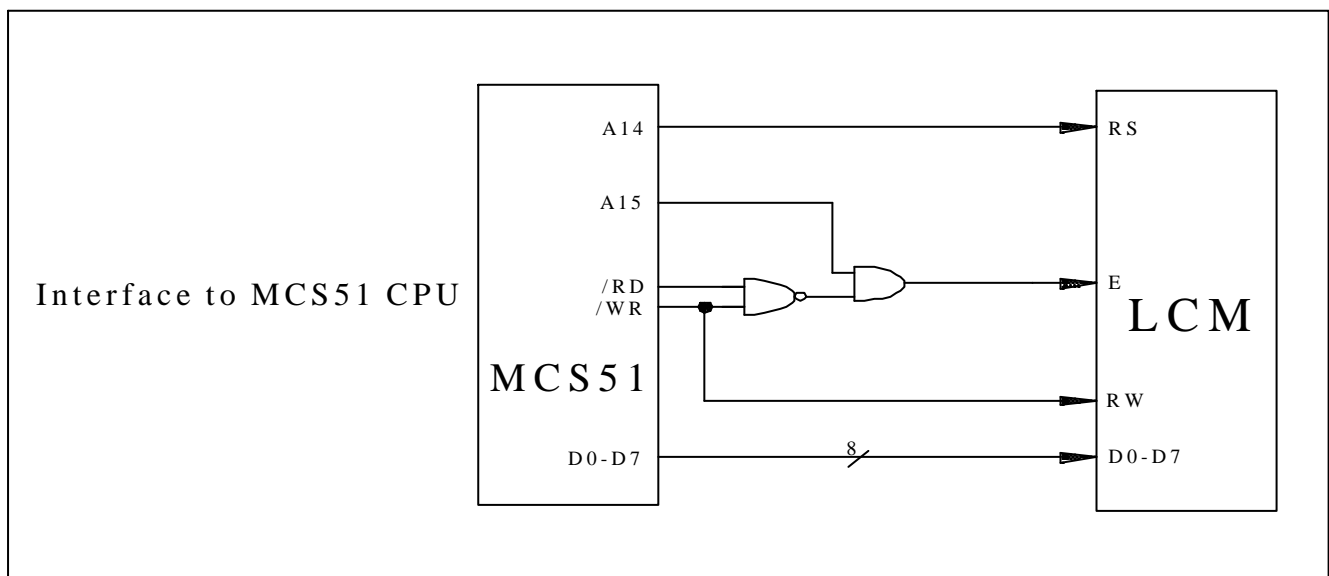 A14
RS
A15
/RD
/WR
Interface to MCS51 CPU
E
LCM
MCS51
RW
D0-D7
8
D0-D7